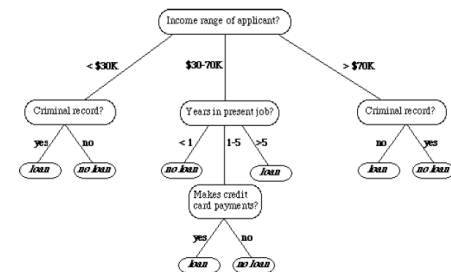 Income range of applicant?
< $30K
$30-70K
> $70K
Criminal record?
Years in present job?
Criminal record?
yes
no
< 1
1-5
>5
no
yes
loan
no loan
no loan
loan
loan
no loan
Makes credit
card payments?
yes
no
loan
no loan